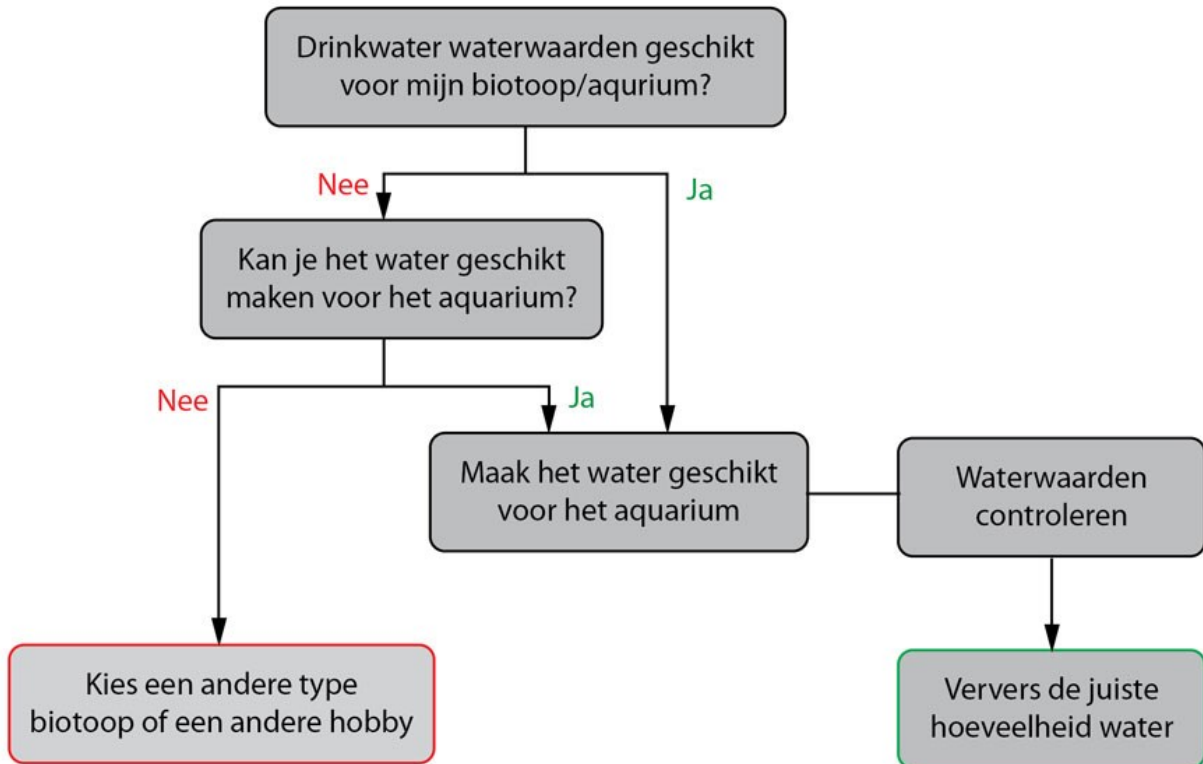 Drinkwater waterwaarden geschikt
voor mijn biotoop/aqurium?
Nee
Ja
Kan je het water geschikt
maken voor het aquarium?
Nee
Ja
Maak het water geschikt
voor het aquarium
Waterwaarden
controleren
Kies een andere type
biotoop of een andere hobby
Ververs de juiste
hoeveelheid water